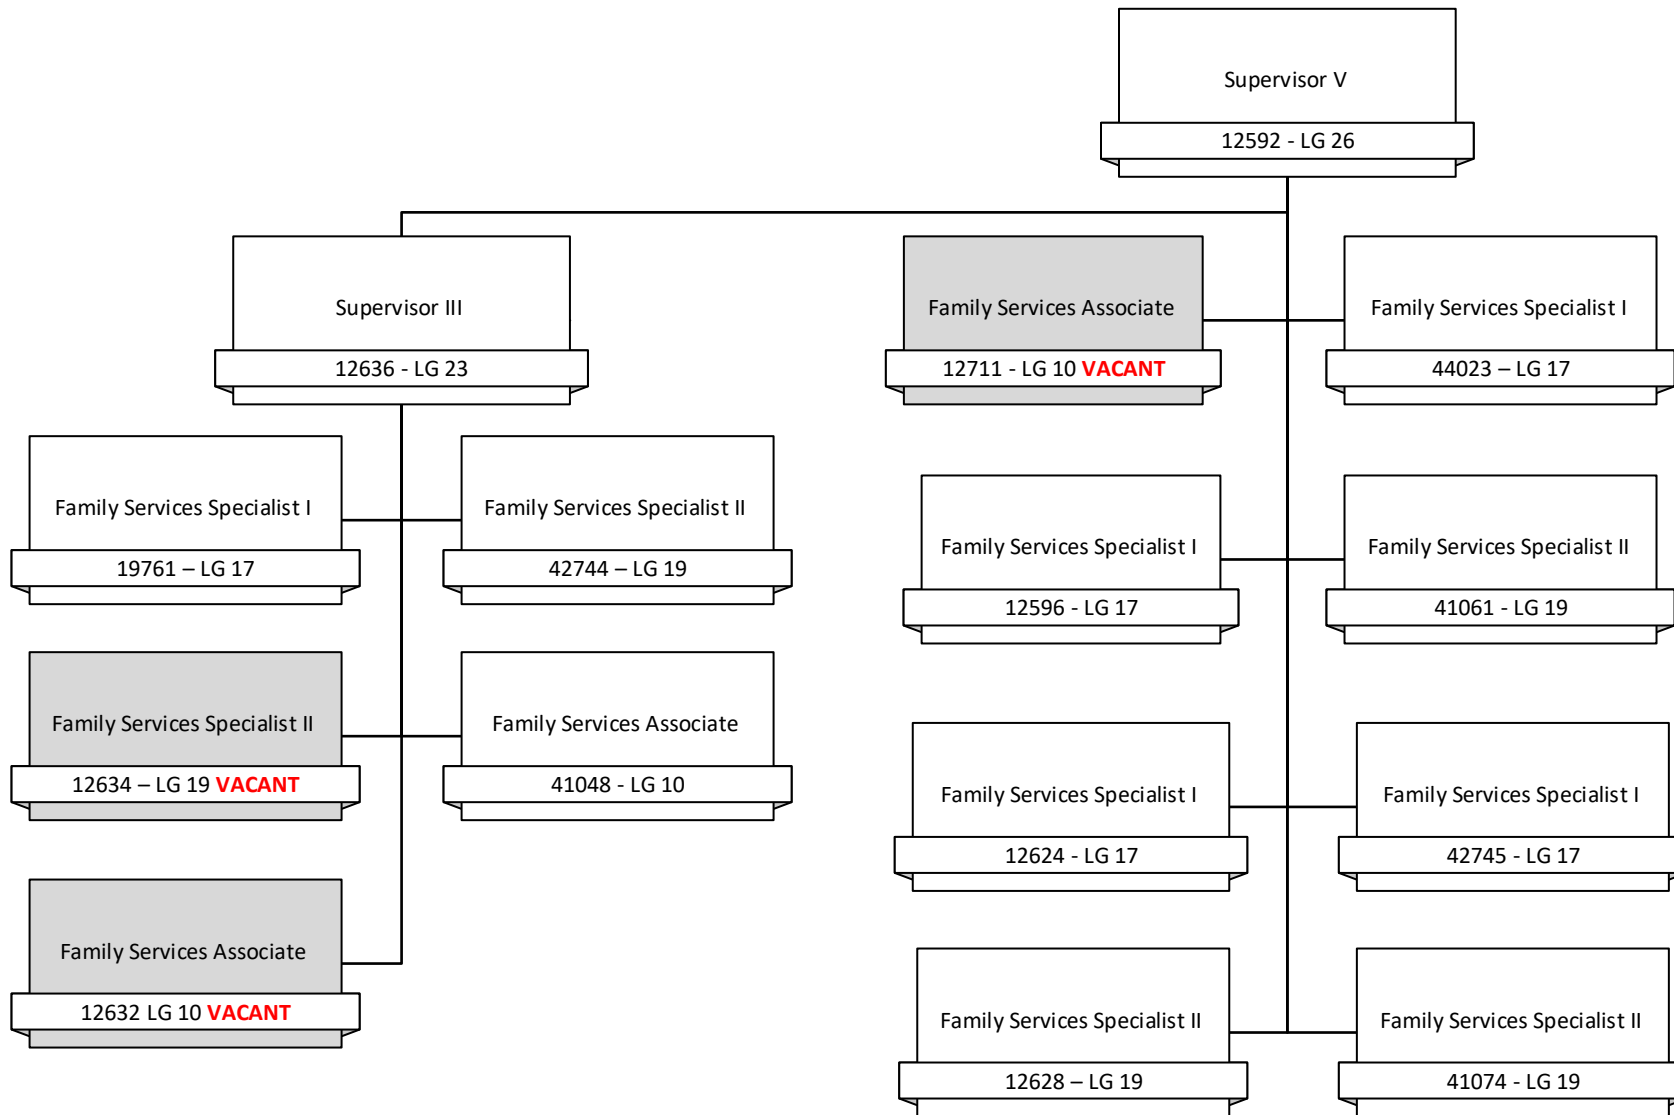 Supervisor V
12592 - LG 26
Supervisor III
12636 - LG 23
Family Services Associate
12711 - LG 10 VACANT
Family Services Specialist I
44023 – LG 17
Family Services Specialist I
19761 – LG 17
Family Services Specialist II
42744 – LG 19
Family Services Specialist I
12596 - LG 17
Family Services Specialist II
41061 - LG 19
Family Services Specialist II
12634 – LG 19 VACANT
Family Services Associate
41048 - LG 10
Family Services Specialist I
12624 - LG 17
Family Services Specialist I
42745 - LG 17
Family Services Associate
12632 LG 10 VACANT
Family Services Specialist II
12628 – LG 19
Family Services Specialist II
41074 - LG 19